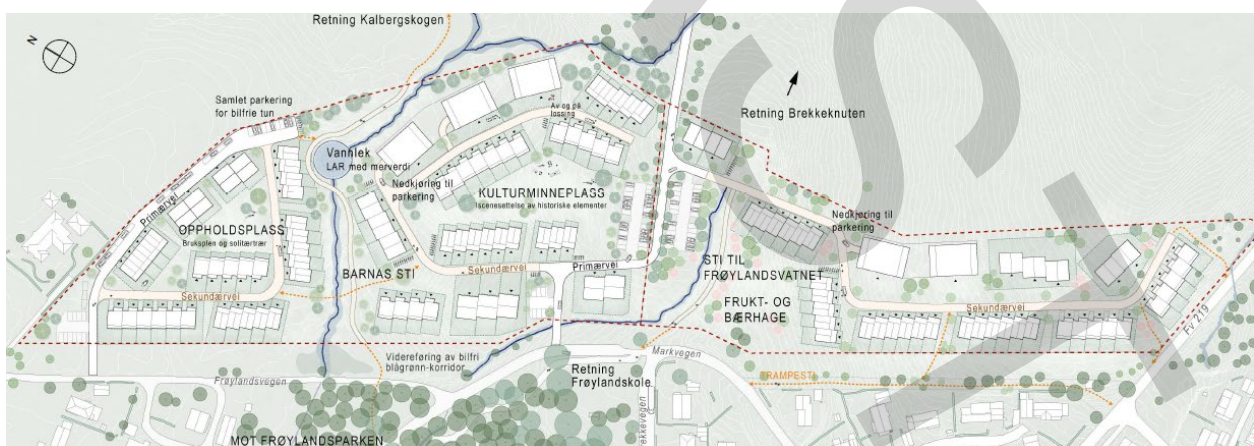 Retning Kalbergskogen
N
Samlet parkering
for bilfrie tun
Av og på
lossing
Retning Brekkeknuten
Vannlek
LAR med merverdi
Nedkjøring til
parkering
KULTURMINNEPLASS
Iscenesettelse av historiske elementer
Primærvei
OPPHOLDSPLASS
Bruksplen og solitærtrær
Nedkjøring til
parkering
BARNAS STI
Sekundærvei
Primærvei
STI TIL
FRØYLANDSVATNET
FRUKT- OG
BÆRHAGE
Sekundærvei
Sekundærvei
Fv 219
Videreføring av bilfri
blågrønn-korridor
Markvegen
Retning
Frøylandskole
TRAMPESTI
Frøylandsvegen
MOT FRØYLANDSPARKEN